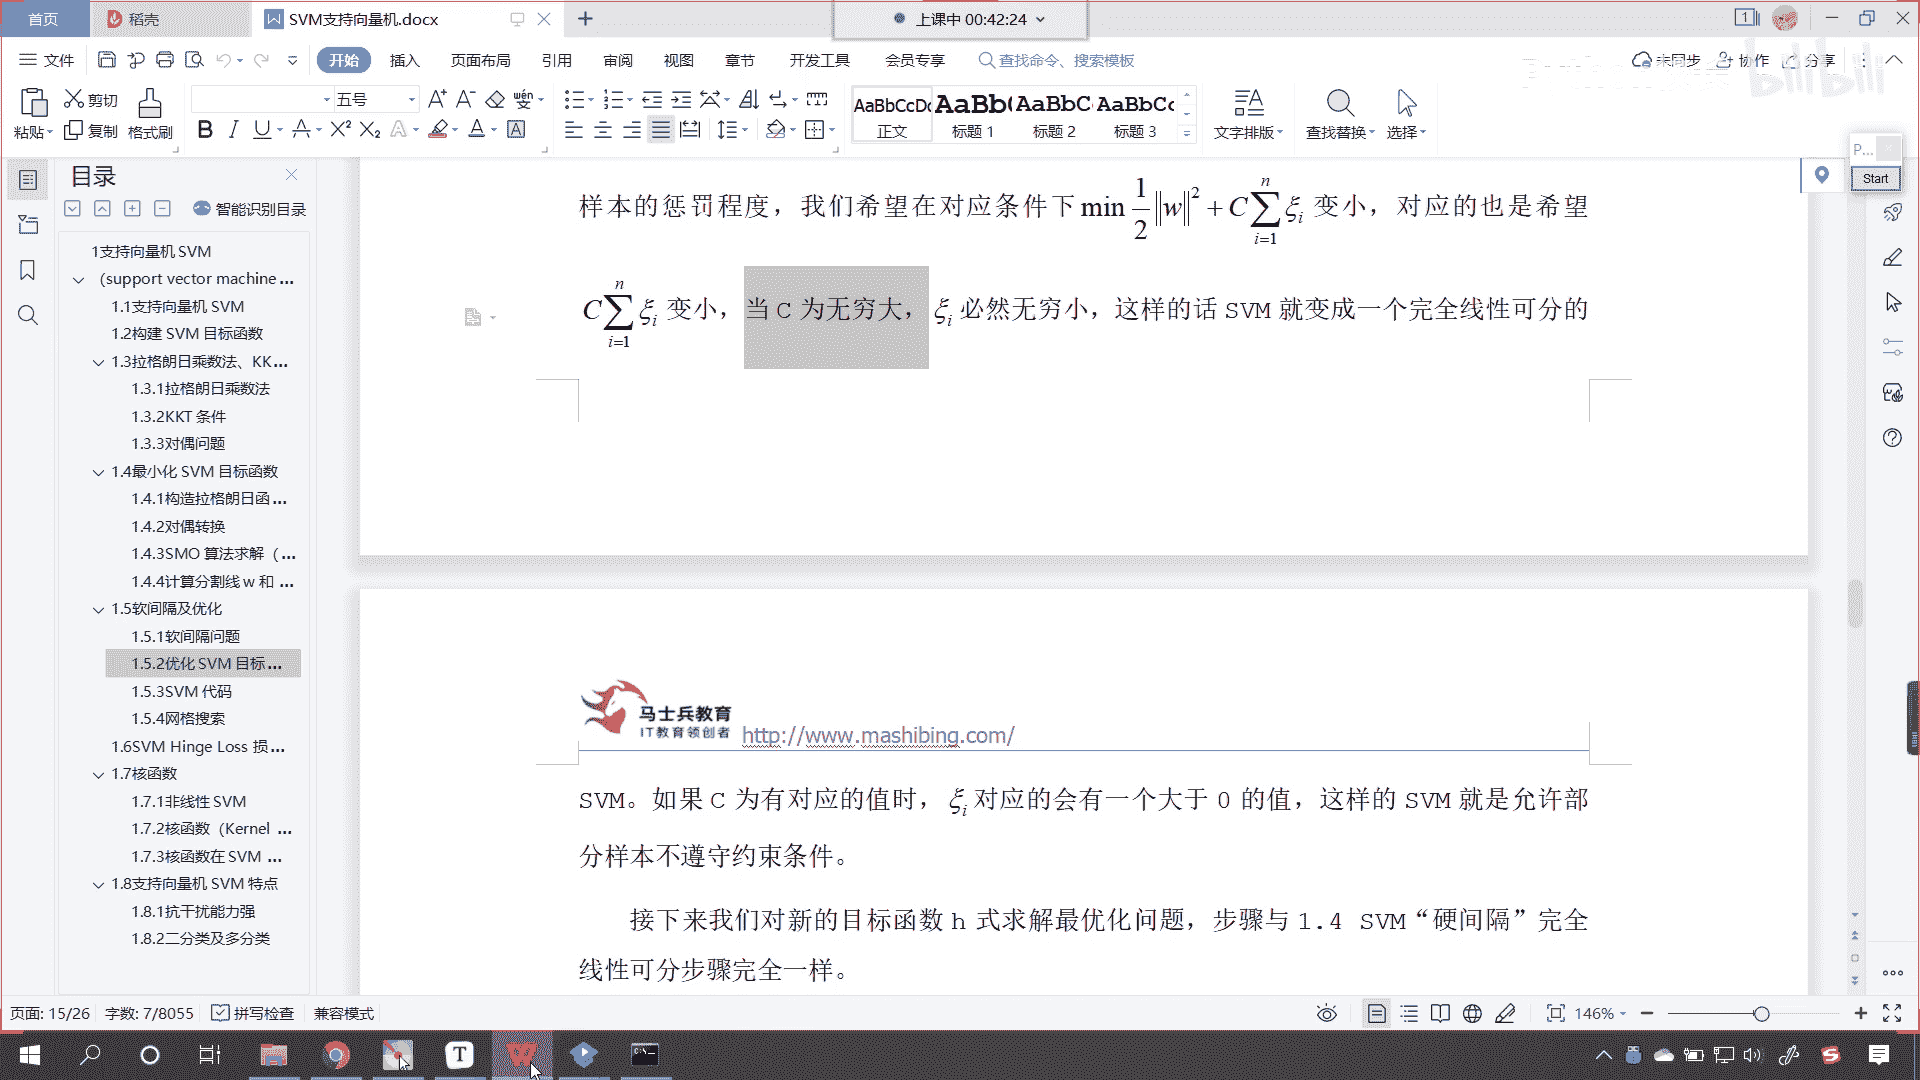 首页
稻壳
SVM支持向量机.docx
上课中 00:42:24
文件
开始
插入
页面布局
引用
审阅
视图
章节
开发工具
会员专享
查找命令、搜索模板
未同步
协作
分享
粘贴
剪切
复制
格式刷
五号
AaBbCcDc
正文
AaBb(
标题 1
AaBbC
标题 2
AaBbCc
标题 3
文字排版
查找替换
选择
P...
Start
目录
智能识别目录
1支持向量机 SVM
（support vector machine ...
1.1支持向量机 SVM
1.2构建 SVM 目标函数
1.3拉格朗日乘数法、KK...
1.3.1拉格朗日乘数法
1.3.2KKT 条件
1.3.3对偶问题
1.4最小化 SVM 目标函数
1.4.1构造拉格朗日函 ...
1.4.2对偶转换
1.4.3SMO 算法求解（ ...
1.4.4计算分割线 w 和 ...
1.5软间隔及优化
1.5.1软间隔问题
1.5.2优化 SVM 目标 ...
1.5.3SVM 代码
1.5.4网格搜索
1.6SVM Hinge Loss 损...
1.7核函数
1.7.1非线性 SVM
1.7.2核函数（Kernel ...
1.7.3核函数在 SVM ...
1.8支持向量机 SVM 特点
1.8.1抗干扰能力强
1.8.2二分类及多分类
样本的惩罚程度，我们希望在对应条件下 min 1/2 ||w||² + C∑_{i=1}^{n} ξ_i 变小，对应的也是希望
C∑_{i=1}^{n} ξ_i 变小，当 C 为无穷大，ξ_i 必然无穷小，这样的话 SVM 就变成一个完全线性可分的
马士兵教育
IT教育领创者
http://www.mashibing.com/
SVM。如果 C 为有对应的值时，ξ_i 对应的会有一个大于 0 的值，这样的 SVM 就是允许部
分样本不遵守约束条件。
接下来我们对新的目标函数 h 式求解最优化问题，步骤与 1.4 SVM“硬间隔”完全
线性可分步骤完全一样。
页面: 15/26
字数: 7/8055
拼写检查
兼容模式
146%
bilibili